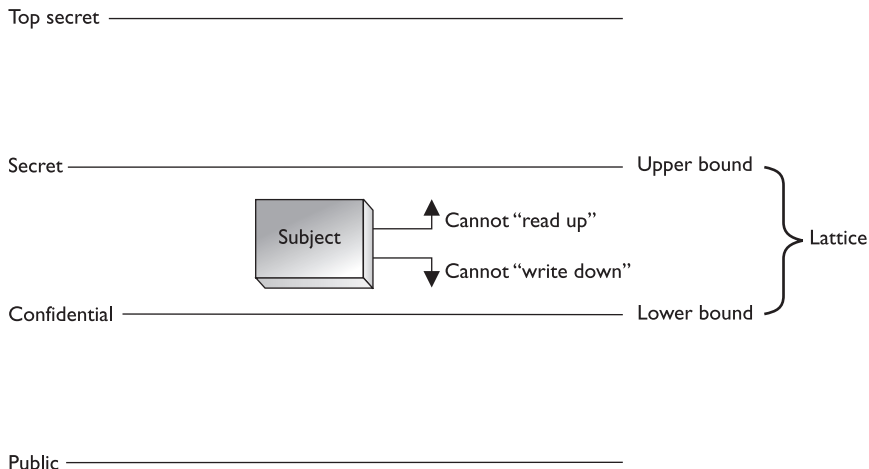 Top secret
Secret
Upper bound
Subject
Cannot “read up”
Lattice
Cannot “write down”
Confidential
Lower bound
Public